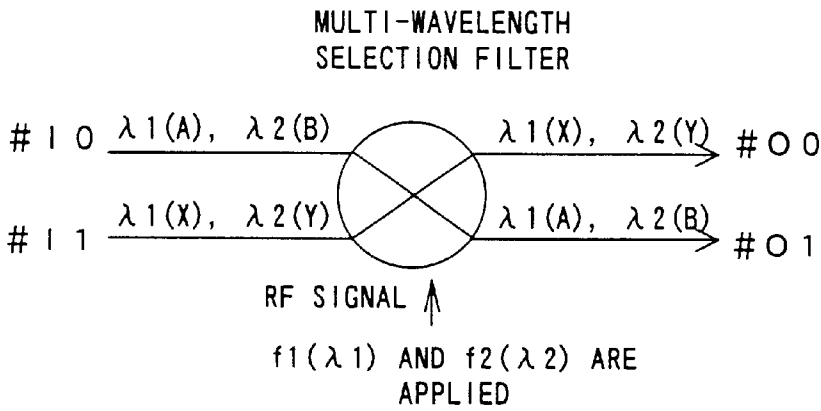 MULTI-WAVELENGTH
SELECTION FILTER
#I0 λ1(A), λ2(B) λ1(X), λ2(Y) #O0
#I1 λ1(X), λ2(Y) λ1(A), λ2(B) #O1
RF SIGNAL
f1(λ1) AND f2(λ2) ARE
APPLIED